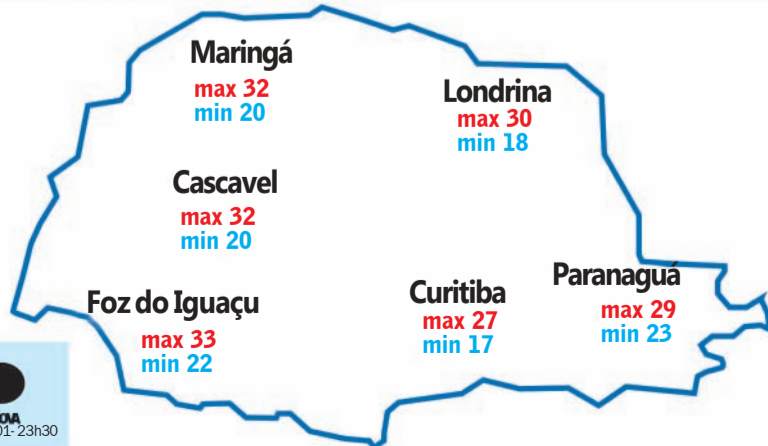 Maringá
max 32
min 20
Londrina
max 30
min 18
Cascavel
max 32
min 20
Foz do Iguaçu
max 33
min 22
Curitiba
max 27
min 17
Paranaguá
max 29
min 23
23h30